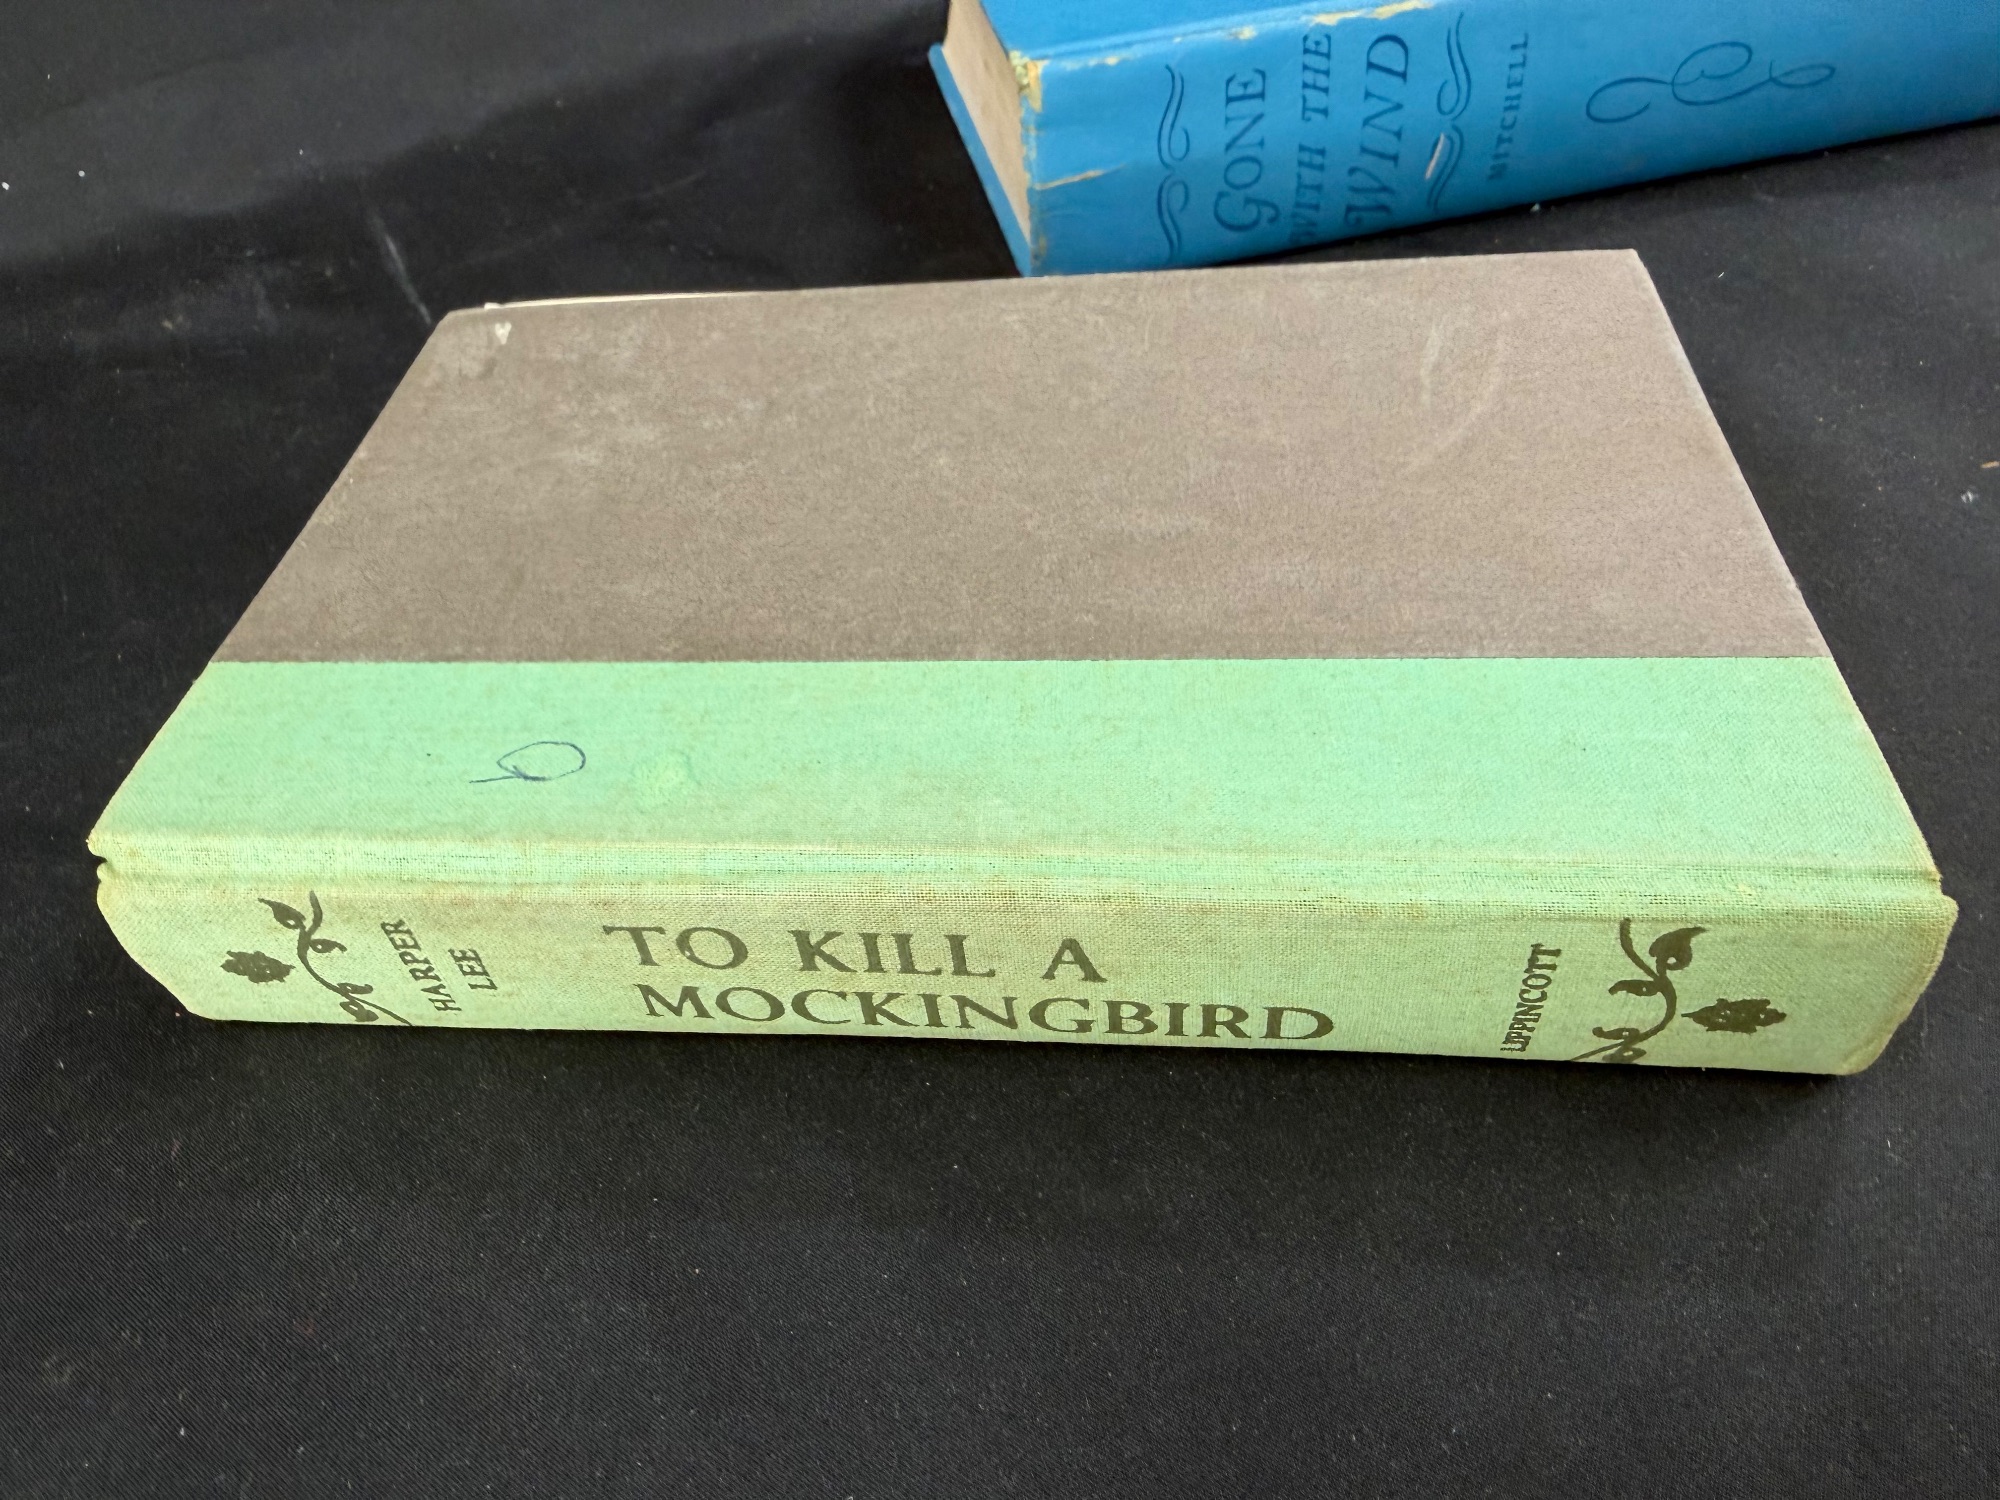 GONE
WITH THE
WIND
MITCHELL
HARPER
LEE
TO KILL A
MOCKINGBIRD
LIPPINCOTT